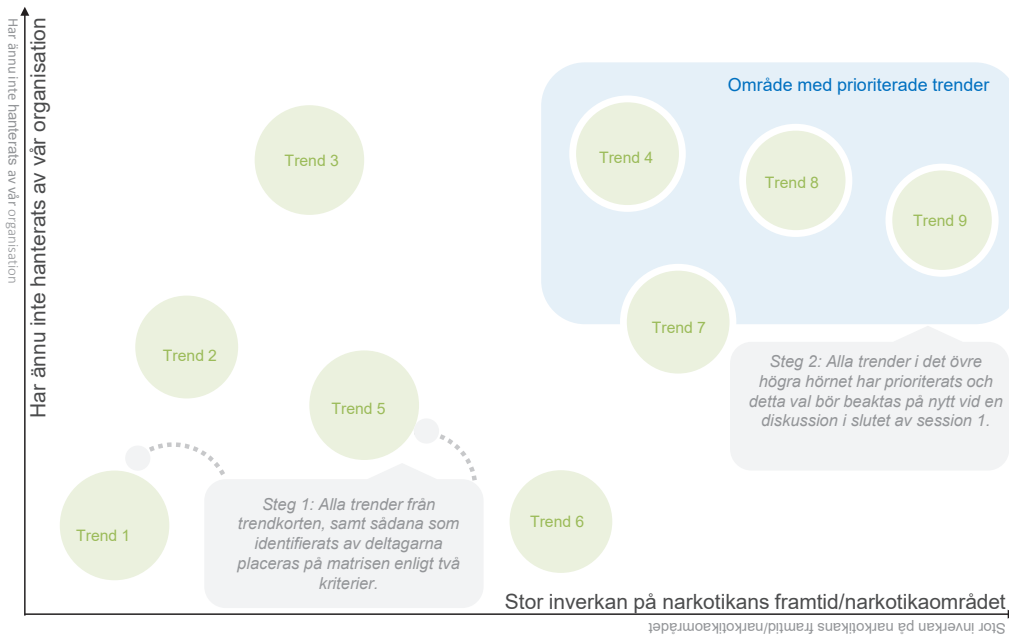 Har ännu inte hanterats av vår organisation
Har ännu inte hanterats av vår organisation
Område med prioriterade trender
Trend 3
Trend 4
Trend 8
Trend 9
Trend 7
Trend 2
Trend 5
Steg 2: Alla trender i det övre
högra hörnet har prioriterats och
detta val bör beaktas på nytt vid en
diskussion i slutet av session 1.
Trend 1
Steg 1: Alla trender från
trendkorten, samt sådana som
identifierats av deltagarna
placeras på matrisen enligt två
kriterier.
Trend 6
Stor inverkan på narkotikans framtid/narkotikaområdet
Stor inverkan på narkotikans framtid/narkotikaområdet